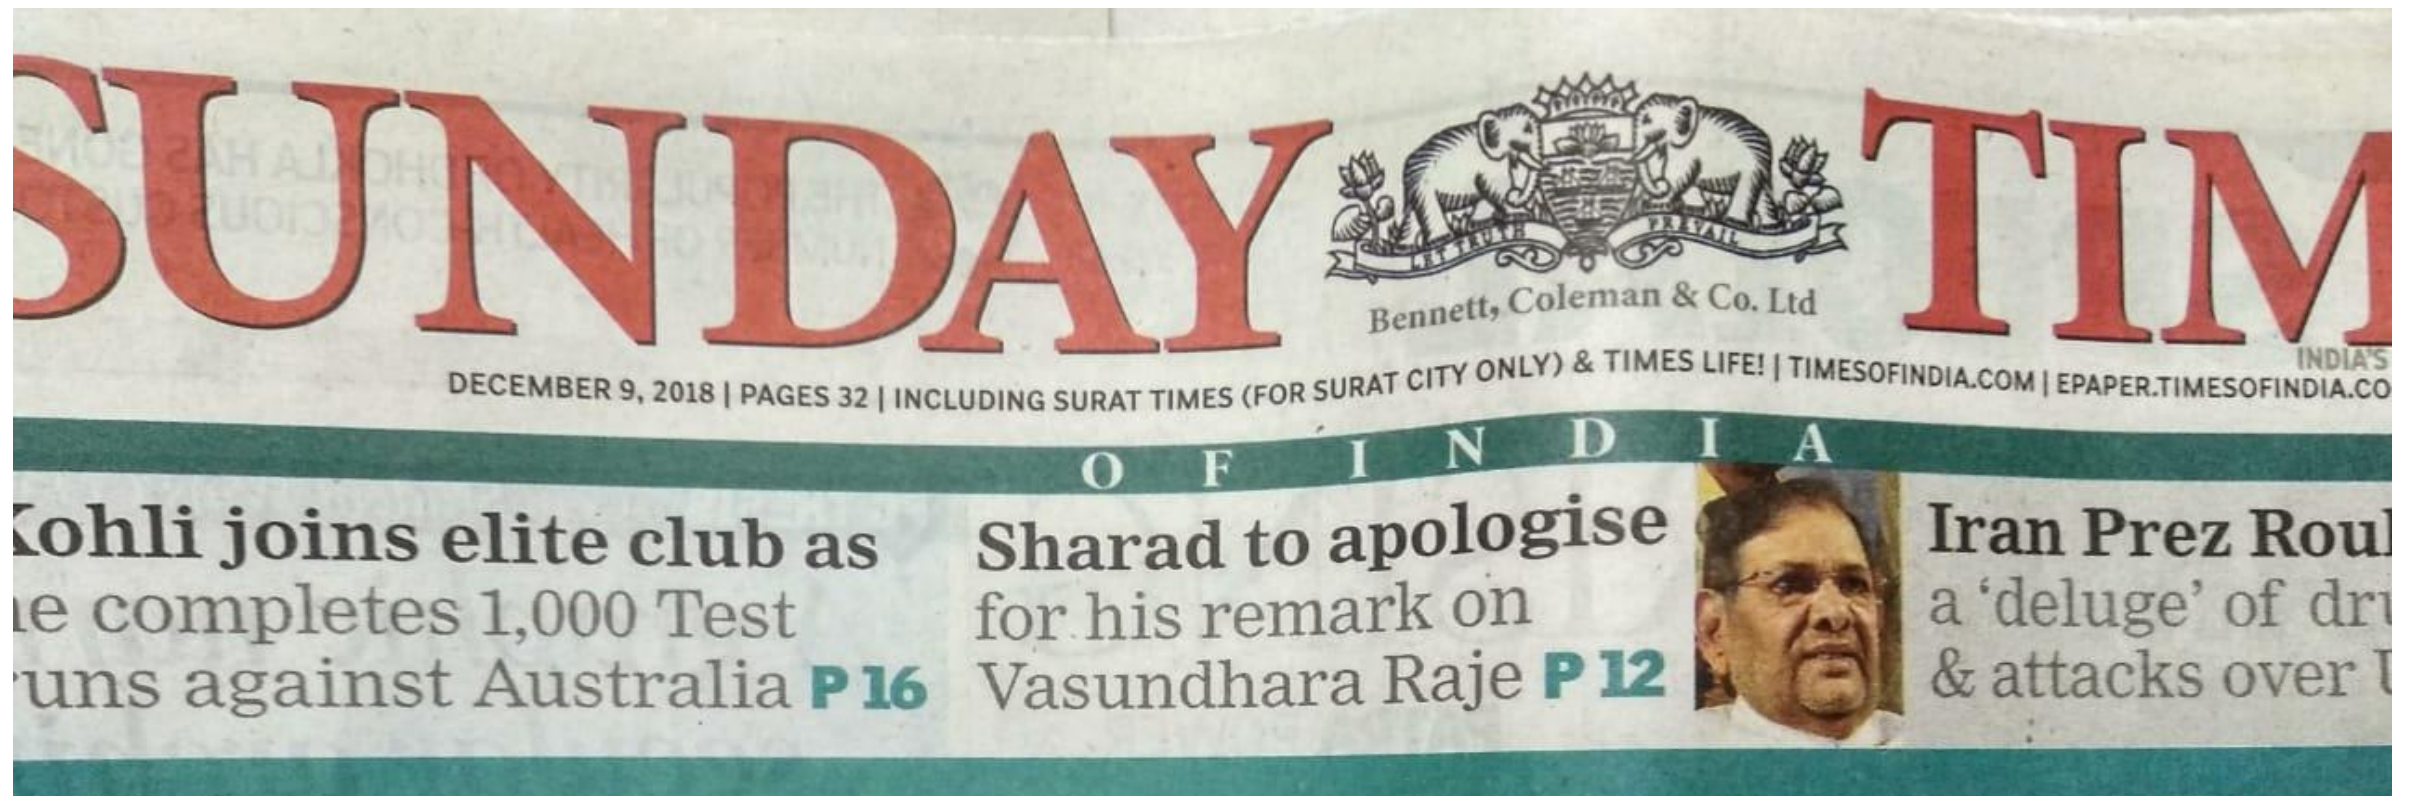 SUNDAY TIM
LET TRUTH PREVAIL
Bennett, Coleman & Co. Ltd
INDIA'S
DECEMBER 9, 2018 | PAGES 32 | INCLUDING SURAT TIMES (FOR SURAT CITY ONLY) & TIMES LIFE! | TIMESOFINDIA.COM | EPAPER.TIMESOFINDIA.CO
OF INDIA
Kohli joins elite club as
he completes 1,000 Test
runs against Australia P 16
Sharad to apologise
for his remark on
Vasundhara Raje P 12
Iran Prez Rou
a 'deluge' of dru
& attacks over